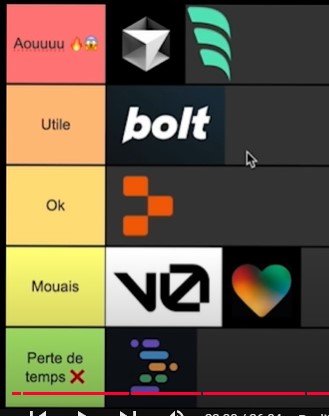 Aouuuu 🔥😱
Utile
bolt
Ok
Mouais
v0
Perte de
temps ❌